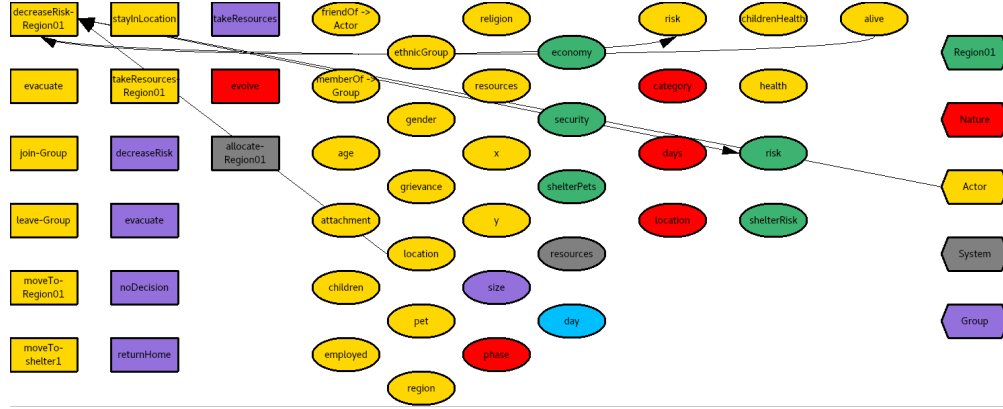 decreaseRisk-
Region01
stayInLocation
takeResources
friendOf -> Actor
religion
risk
childrenHealth
alive
ethnicGroup
economy
Region01
evacuate
takeResources-
Region01
evolve
memberOf ->
Group
resources
category
health
gender
security
Nature
join-Group
decreaseRisk
allocate-
Region01
age
x
days
risk
grievance
shelterPets
Actor
leave-Group
evacuate
attachment
y
location
shelterRisk
location
resources
System
moveTo-
Region01
noDecision
children
size
pet
day
Group
moveTo-
shelter1
returnHome
employed
phase
region